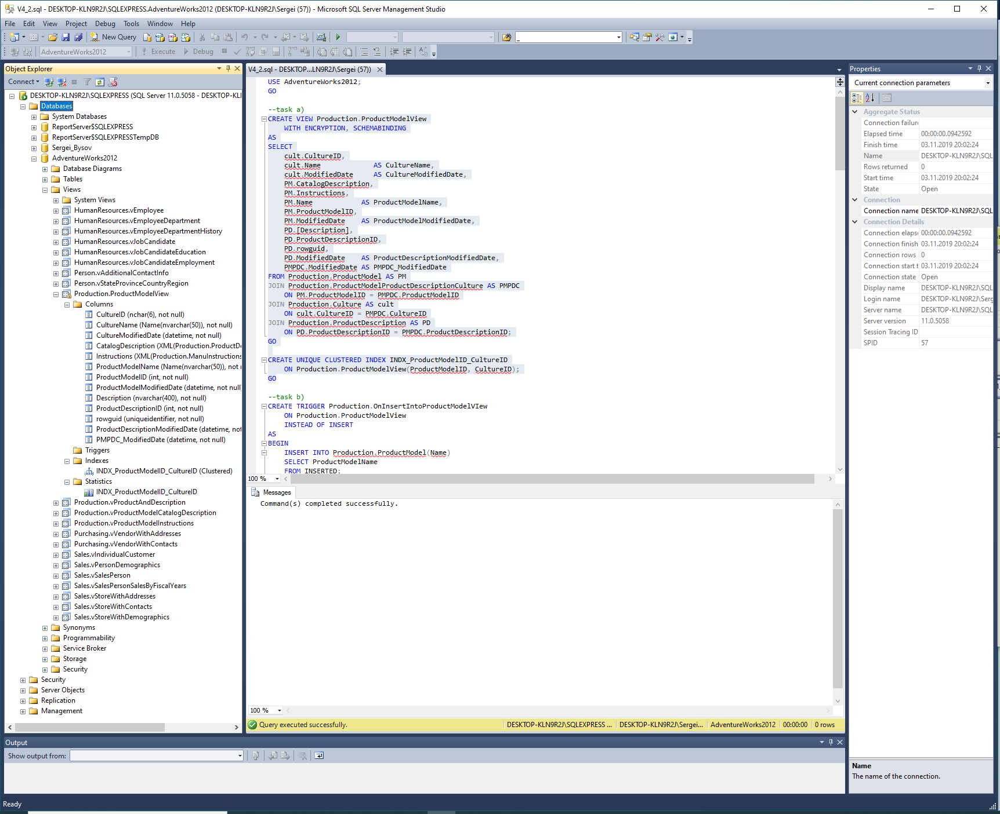 V4_2.sql - DESKTOP-KLN9R2J\SQLEXPRESS.AdventureWorks2012 (DESKTOP-KLN9R2J\Sergei (57)) - Microsoft SQL Server Management Studio
File Edit View Project Debug Tools Window Help
New Query
AdventureWorks2012 Execute Debug
Object Explorer
Connect
DESKTOP-KLN9R2J\SQLEXPRESS (SQL Server 11.0.5058 - DESKTOP-KLI
Databases
System Databases
ReportServer$SQLEXPRESS
ReportServer$SQLEXPRESSTempDB
Sergei_Bysov
AdventureWorks2012
Database Diagrams
Tables
Views
System Views
HumanResources.vEmployee
HumanResources.vEmployeeDepartment
HumanResources.vEmployeeDepartmentHistory
HumanResources.vJobCandidate
HumanResources.vJobCandidateEducation
HumanResources.vJobCandidateEmployment
Person.vAdditionalContactInfo
Person.vStateProvinceCountryRegion
Production.ProductModelView
Columns
CultureID (nchar(6), not null)
CultureName (Name(nvarchar(50)), not null)
CultureModifiedDate (datetime, not null)
CatalogDescription (XML(Production.ProductDe
Instructions (XML(Production.ManuInstructions
ProductModelName (Name(nvarchar(50)), not n
ProductModelID (int, not null)
ProductModelModifiedDate (datetime, not null
Description (nvarchar(400), not null)
ProductDescriptionID (int, not null)
rowguid (uniqueidentifier, not null)
ProductDescriptionModifiedDate (datetime, not
PMPDC_ModifiedDate (datetime, not null)
Triggers
Indexes
INDX_ProductModelID_CultureID (Clustered)
Statistics
INDX_ProductModelID_CultureID
Production.vProductAndDescription
Production.vProductModelCatalogDescription
Production.vProductModelInstructions
Purchasing.vVendorWithAddresses
Purchasing.vVendorWithContacts
Sales.vIndividualCustomer
Sales.vPersonDemographics
Sales.vSalesPerson
Sales.vSalesPersonSalesByFiscalYears
Sales.vStoreWithAddresses
Sales.vStoreWithContacts
Sales.vStoreWithDemographics
Synonyms
Programmability
Service Broker
Storage
Security
Security
Server Objects
Replication
Management
V4_2.sql - DESKTOP...LN9R2J\Sergei (57))
USE AdventureWorks2012;
GO
--task a)
CREATE VIEW Production.ProductModelView
WITH ENCRYPTION, SCHEMABINDING
AS
SELECT
cult.CultureID,
cult.Name AS CultureName,
cult.ModifiedDate AS CultureModifiedDate,
PM.CatalogDescription,
PM.Instructions,
PM.Name AS ProductModelName,
PM.ProductModelID,
PM.ModifiedDate AS ProductModelModifiedDate,
PD.[Description],
PD.ProductDescriptionID,
PD.rowguid,
PD.ModifiedDate AS ProductDescriptionModifiedDate,
PMPDC.ModifiedDate AS PMPDC_ModifiedDate
FROM Production.ProductModel AS PM
JOIN Production.ProductModelProductDescriptionCulture AS PMPDC
ON PM.ProductModelID = PMPDC.ProductModelID
JOIN Production.Culture AS cult
ON cult.CultureID = PMPDC.CultureID
JOIN Production.ProductDescription AS PD
ON PD.ProductDescriptionID = PMPDC.ProductDescriptionID;
GO
CREATE UNIQUE CLUSTERED INDEX INDX_ProductModelID_CultureID
ON Production.ProductModelView(ProductModelID, CultureID);
GO
--task b)
CREATE TRIGGER Production.OnInsertIntoProductModelVIew
ON Production.ProductModelView
INSTEAD OF INSERT
AS
BEGIN
INSERT INTO Production.ProductModel(Name)
SELECT ProductModelName
FROM INSERTED;
100 %
Messages
Command(s) completed successfully.
100 %
Query executed successfully. DESKTOP-KLN9R2J\SQLEXPRESS ... DESKTOP-KLN9R2J\Sergei... AdventureWorks2012 00:00:00 0 rows
Properties
Current connection parameters
Aggregate Status
Connection failure
Elapsed time 00:00:00.0942592
Finish time 03.11.2019 20:02:24
Name DESKTOP-KLN9R2J\SQL
Rows returned 0
Start time 03.11.2019 20:02:24
State Open
Connection
Connection name DESKTOP-KLN9R2J\SQL
Connection Details
Connection elapse 00:00:00.0942592
Connection finish 03.11.2019 20:02:24
Connection rows 0
Connection start t 03.11.2019 20:02:24
Connection state Open
Display name DESKTOP-KLN9R2J\SQL
Login name DESKTOP-KLN9R2J\Serg
Server name DESKTOP-KLN9R2J\SQL
Server version 11.0.5058
Session Tracing ID
SPID 57
Name
The name of the connection.
Output
Show output from:
Ready